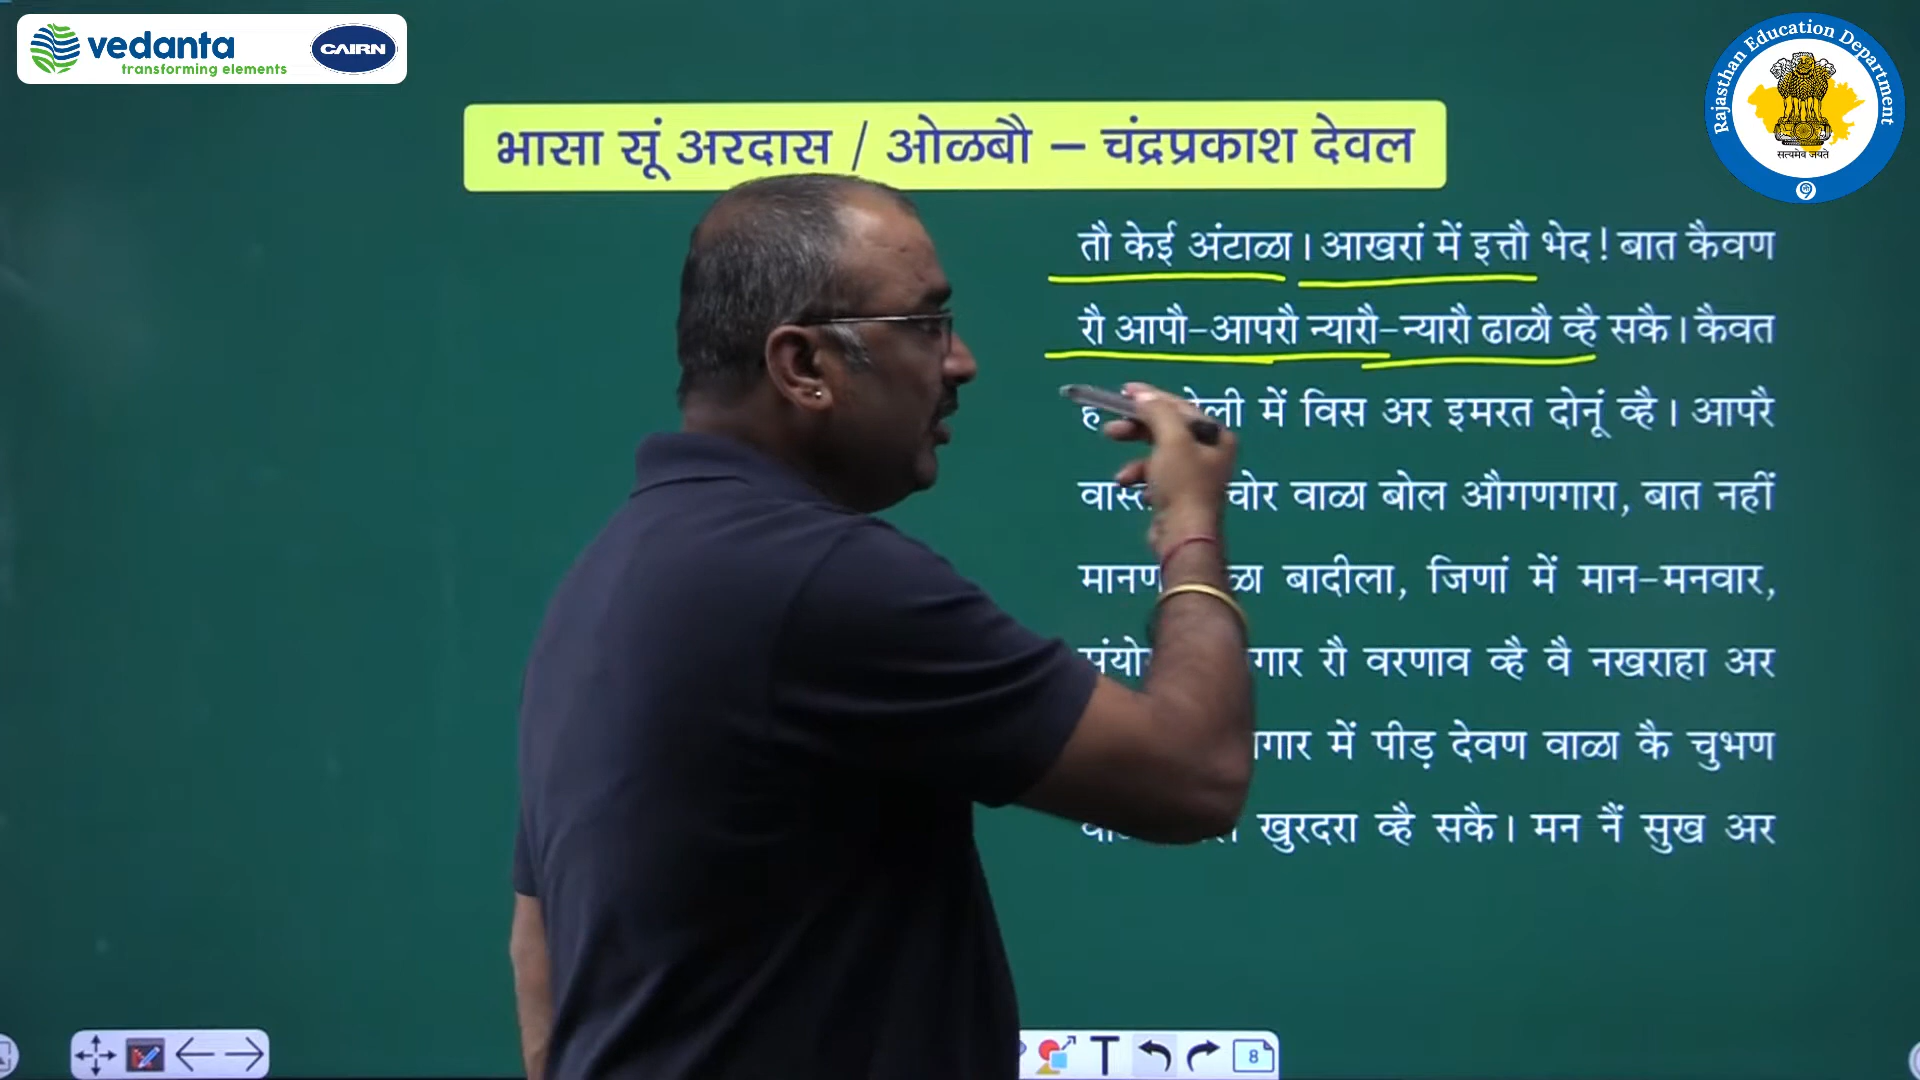 vedanta
transforming elements
CAIRN
Rajasthan Education Department
सत्यमेव जयते
भासा सूं अरदास / ओळबौ – चंद्रप्रकाश देवल
तौ केई अंटाळा। आखरां में इत्तौ भेद! बात कैवण
रौ आपौ-आपरौ न्यारौ-न्यारौ ढाळौ व्है सकै। कैवत
में विस अर इमरत दोनूं व्है। आपरै
वाळा बोल औगणगारा, बात नहीं
बादीला, जिणां में मान-मनवार,
रौ वरणाव व्है वै नखराहा अर
में पीड़ देवण वाळा कै चुभण
खुरदरा व्है सकै। मन नैं सुख अर
T
8